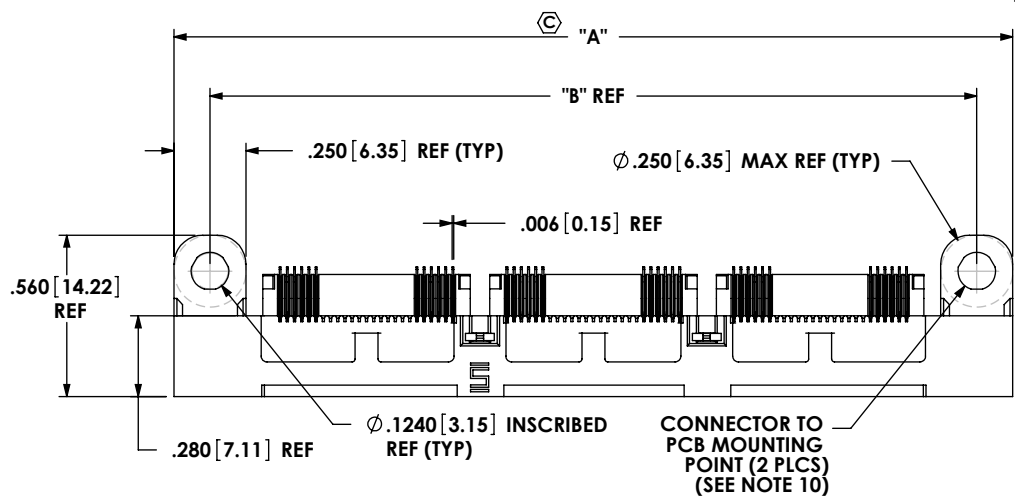 C
"A"
"B" REF
.250[6.35] REF (TYP)
Ø.250[6.35] MAX REF (TYP)
.006[0.15] REF
.560[14.22]
REF
.280[7.11] REF
Ø.1240[3.15] INSCRIBED
REF (TYP)
CONNECTOR TO
PCB MOUNTING
POINT (2 PLCS)
(SEE NOTE 10)